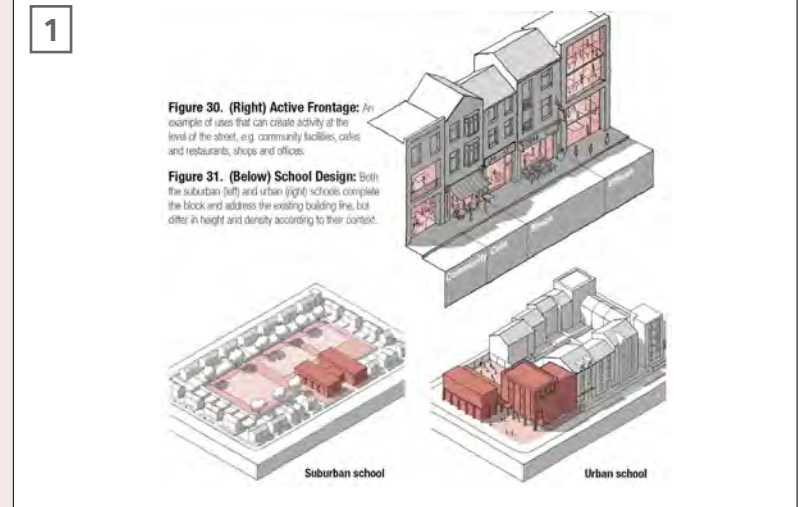 1
Figure 30. (Right) Active Frontage: An
example of uses that can create activity at the
level of the street, e.g. community facilities, cafes
and restaurants, shops and offices.
Figure 31. (Below) School Design: Both
the suburban (left) and urban (right) schools complete
the block and address the existing building line, but
differ in height and density according to their context.
Community Cafe
Suburban school
Urban school